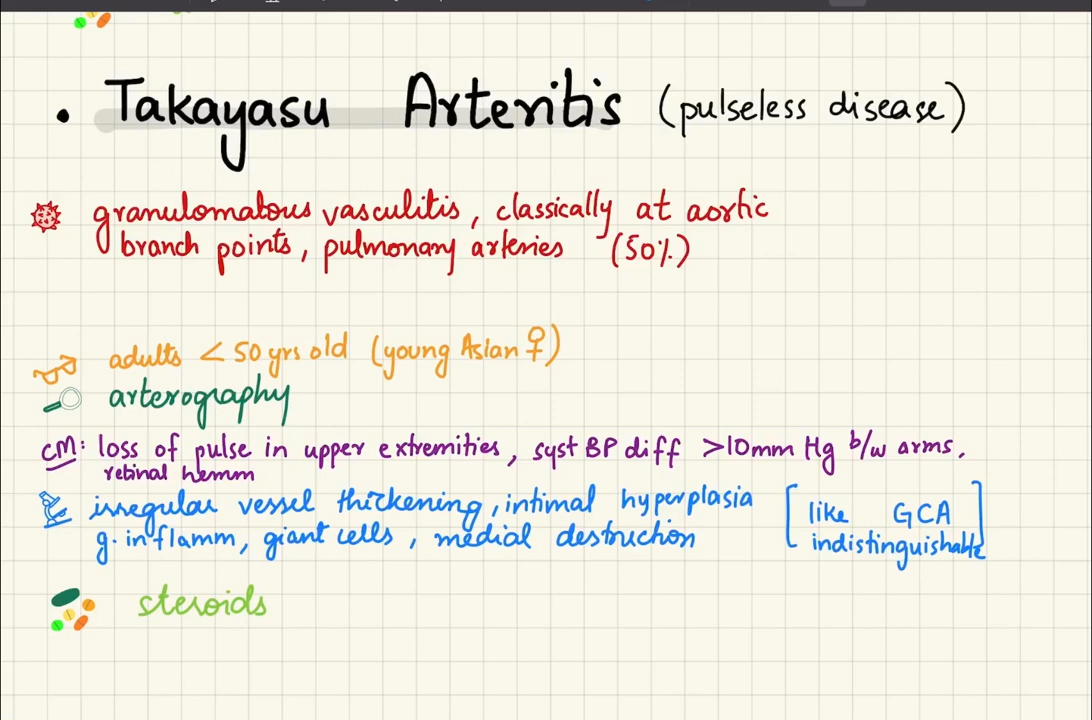 • Takayasu Arteritis (pulseless disease)
granulomatous vasculitis, classically at aortic
branch points, pulmonary arteries (50%)
adults < 50 yrs old (young Asian ♀)
arterography
CM: loss of pulse in upper extremities, syst BP diff >10mm Hg b/w arms,
retinal hemm
irregular vessel thickening, intimal hyperplasia [like GCA
g. inflamm, giant cells, medial destruction indistinguishable]
steroids